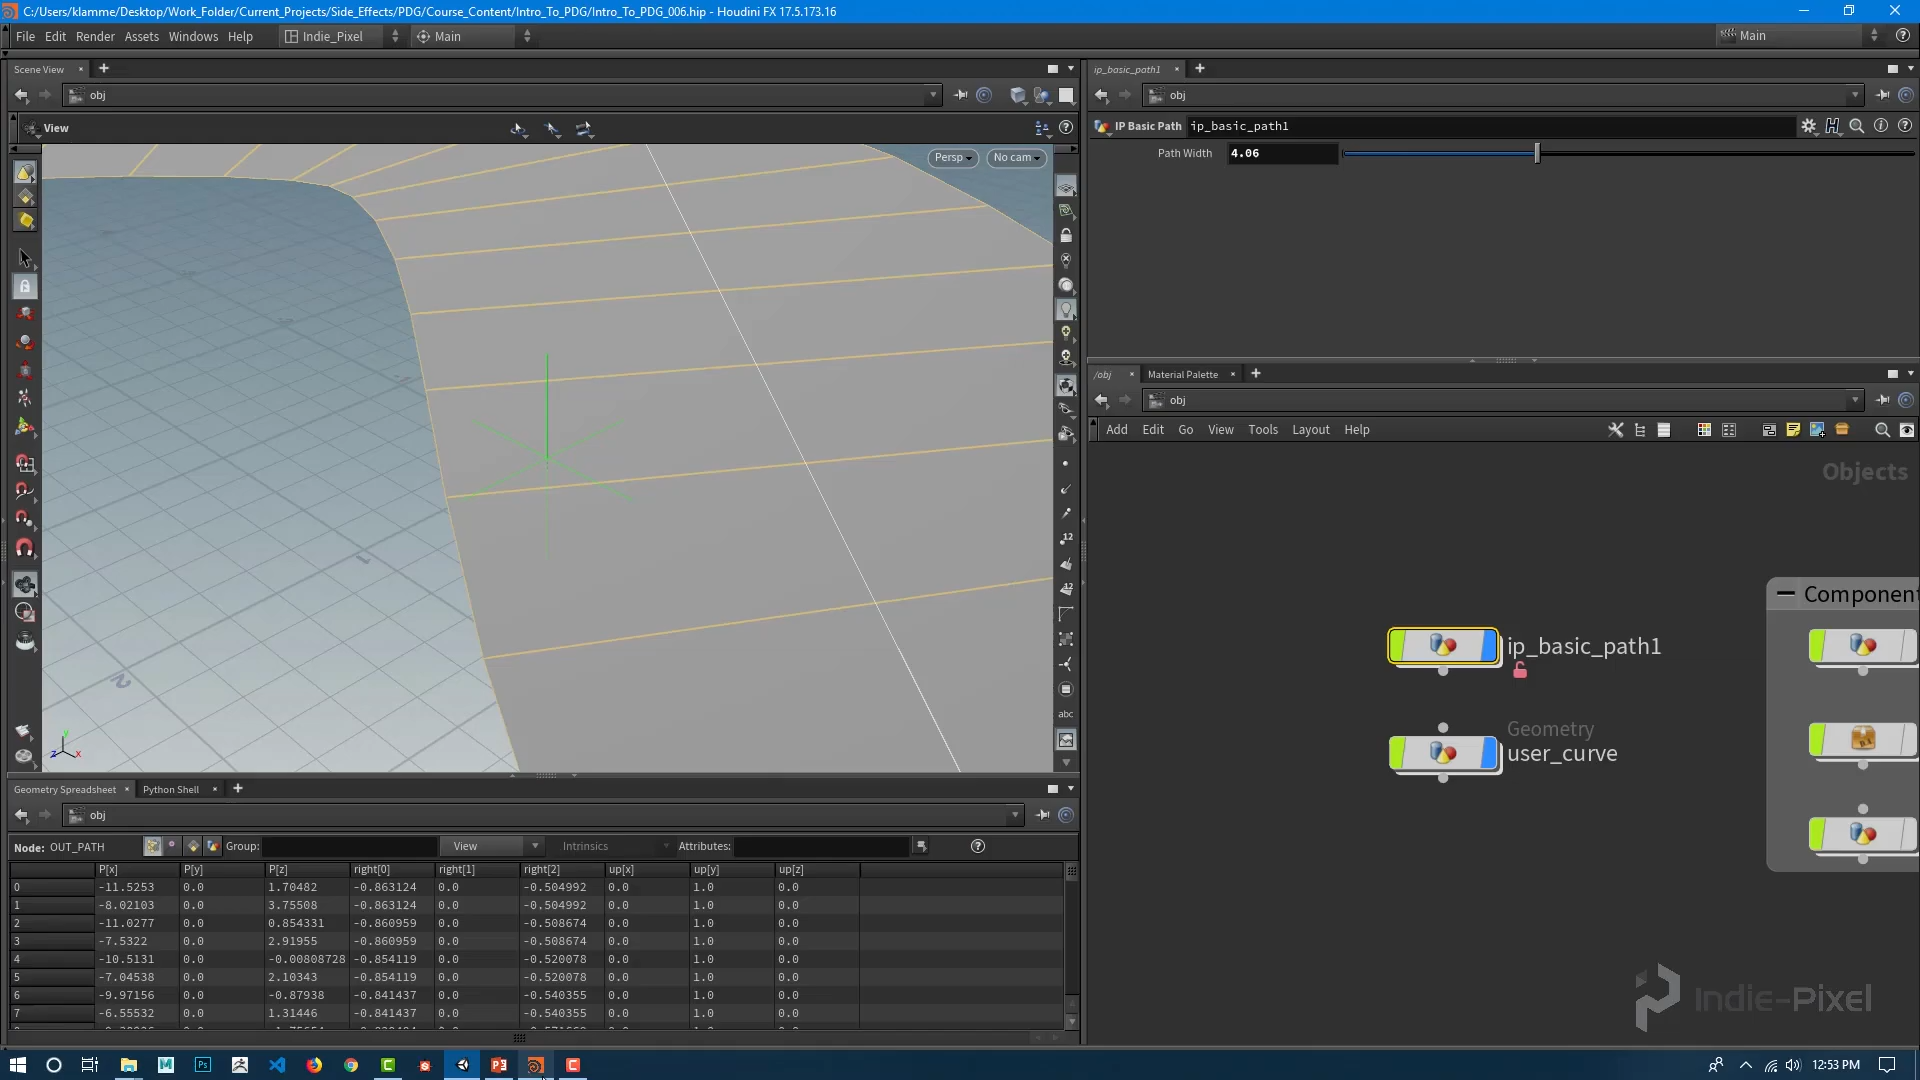 C:/Users/klamme/Desktop/Work_Folder/Current_Projects/Side_Effects/PDG/Course_Content/Intro_To_PDG/Intro_To_PDG_006.hip - Houdini FX 17.5.173.16
File Edit Render Assets Windows Help Indie_Pixel Main Main
Scene View
obj
View
Persp No cam
12
12
abc
Geometry Spreadsheet Python Shell
obj
Node: OUT_PATH Group: View Intrinsics Attributes:
P[x] P[y] P[z] right[0] right[1] right[2] up[x] up[y] up[z]
0 -11.5253 0.0 1.70482 -0.863124 0.0 -0.504992 0.0 1.0 0.0
1 -8.02103 0.0 3.75508 -0.863124 0.0 -0.504992 0.0 1.0 0.0
2 -11.0277 0.0 0.854331 -0.860959 0.0 -0.508674 0.0 1.0 0.0
3 -7.5322 0.0 2.91955 -0.860959 0.0 -0.508674 0.0 1.0 0.0
4 -10.5131 0.0 -0.00808728 -0.854119 0.0 -0.520078 0.0 1.0 0.0
5 -7.04538 0.0 2.10343 -0.854119 0.0 -0.520078 0.0 1.0 0.0
6 -9.97156 0.0 -0.87938 -0.841437 0.0 -0.540355 0.0 1.0 0.0
7 -6.55532 0.0 1.31446 -0.841437 0.0 -0.540355 0.0 1.0 0.0
ip_basic_path1
obj
IP Basic Path ip_basic_path1
Path Width 4.06
/obj Material Palette
obj
Add Edit Go View Tools Layout Help
Objects
Component
ip_basic_path1
Geometry
user_curve
Indie-Pixel
12:53 PM